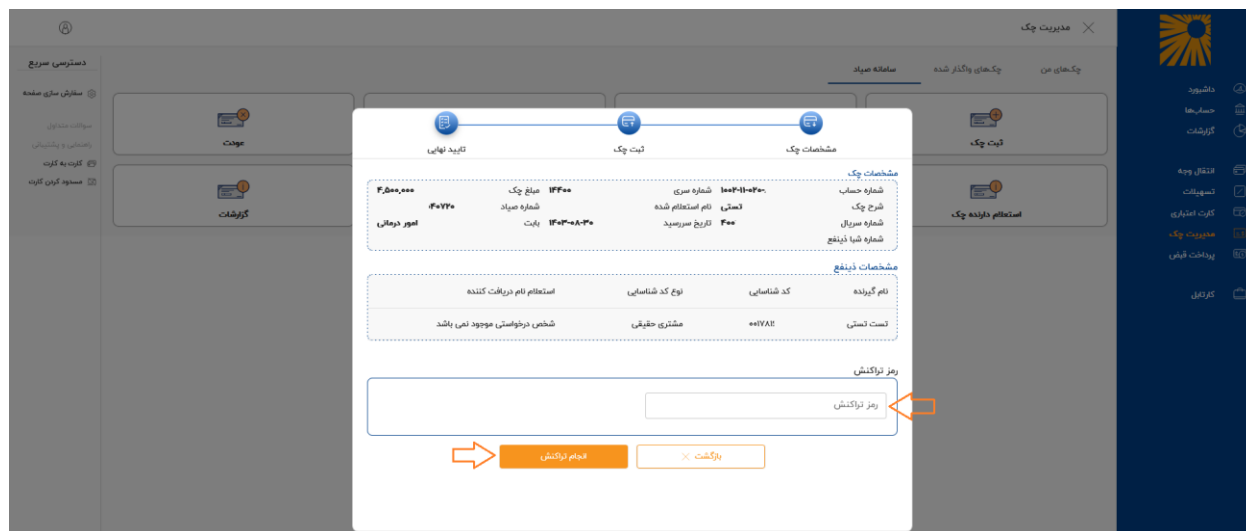 مدیریت چک
داشبورد
حساب‌ها
گزارشات
انتقال وجه
تسهیلات
کارت اعتباری
مدیریت چک
پرداخت قبض
کارتابل
چک‌های من
چک‌های واگذار شده
سامانه صیاد
ثبت چک
استعلام دارنده چک
عودت
گزارشات
دسترسی سریع
سفارش سازی صفحه
سوالات متداول
راهنمایی و پشتیبانی
کارت به کارت
مسدود کردن کارت
مشخصات چک
ثبت چک
تایید نهایی
مشخصات چک
شماره حساب ۱۰۰۲-۱۱-۰۲۰-۰ شماره سری ۱۴۴۰۰ مبلغ چک ۴,۵۰۰,۰۰۰
شرح چک تستی نام استعلام شده شماره صیاد ۴۰۷۲۰
شماره سریال ۴۰۰ تاریخ سررسید ۱۴۰۳-۰۸-۳۰ بابت امور درمانی
شماره شبا ذینفع
مشخصات ذینفع
نام گیرنده کد شناسایی نوع کد شناسایی استعلام نام دریافت کننده
تست تستی ۰۰۱۷۸۱ مشتری حقیقی شخص درخواستی موجود نمی باشد
رمز تراکنش
رمز تراکنش
بازگشت
انجام تراکنش